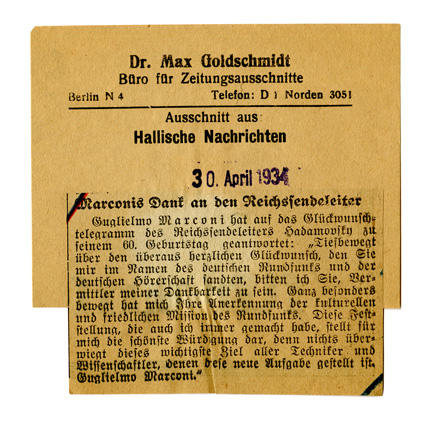 Dr. Max Goldschmidt
Büro für Zeitungsausschnitte
Berlin N 4 Telefon: D 1 Norden 3051
Ausschnitt aus:
Hallische Nachrichten
30. April 1934
Marconis Dank an den Reichssendeleiter
Guglielmo Marconi hat auf das Glückwunsch-
telegramm des Reichssendeleiters Hadamovsky zu
seinem 60. Geburtstag geantwortet: „Tiefbewegt
über den überaus herzlichen Glückwunsch, den Sie
mir im Namen des deutschen Rundfunks und der
deutschen Hörerschaft sandten, bitten ich Sie, Ver-
mittler meiner Dankbarkeit zu sein. Ganz besonders
bewegt hat mich Ihre Anerkennung der kulturellen
und friedlichen Mission des Rundfunks. Diese Fest-
stellung, die auch ich immer gemacht habe, stellt für
mich die schönste Würdigung dar, denn nichts über-
wiegt dieses wichtigste Ziel aller Techniker und
Wissenschaftler, denen dese neue Aufgabe gestellt ist.
Guglielmo Marconi.“